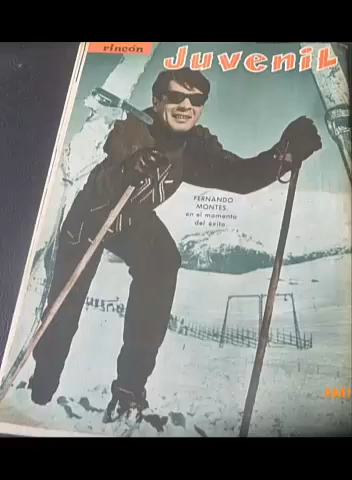 rincón
Juvenil
FERNANDO
MONTES,
en el momento
del éxito.